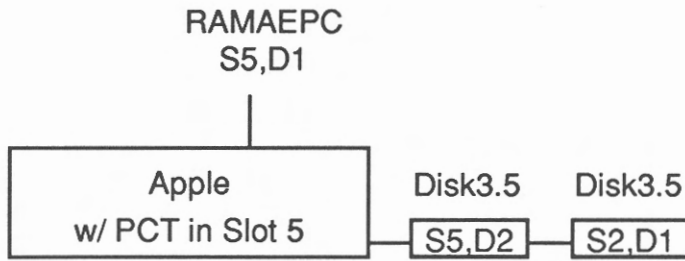 RAMAEPC
S5,D1
Apple
w/ PCT in Slot 5
Disk3.5
Disk3.5
S5,D2
S2,D1